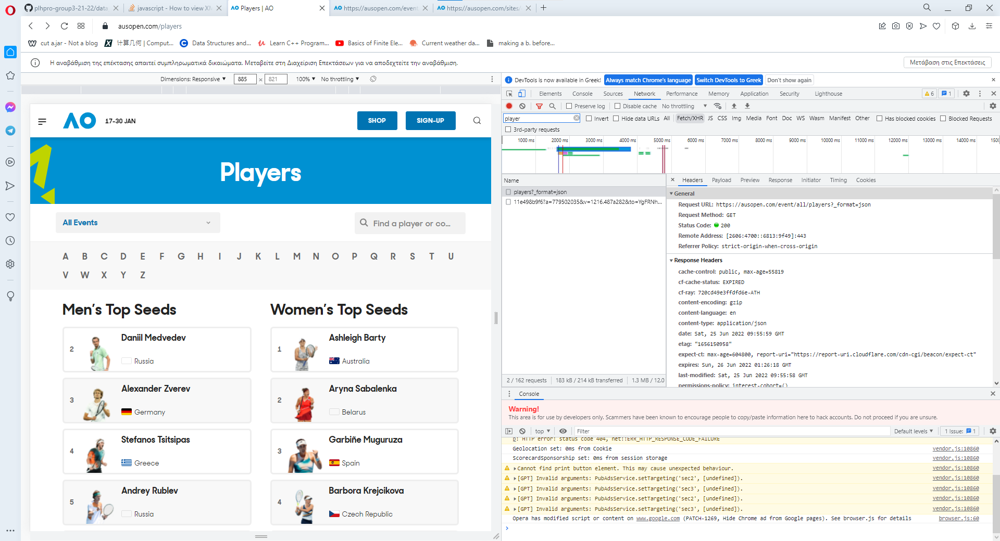 plhpro-group3-21-22/data
javascript - How to view XM
AO Players | AO
AO https://ausopen.com/event
AO https://ausopen.com/sites/
ausopen.com/players
cut a.jar - Not a blog
计算几何 | Comput...
Data Structures and...
Learn C++ Program...
Basics of Finite Ele...
Current weather da...
making a b. before...
Η αναβάθμιση της επέκτασης απαιτεί συμπληρωματικά δικαιώματα. Μεταβείτε στη Διαχείριση Επεκτάσεων για να αποδεχτείτε την αναβάθμιση.
Μετάβαση στις Επεκτάσεις
Dimensions: Responsive ▼ 885 × 821 100% ▼ No throttling ▼
AO 17-30 JAN
SHOP
SIGN-UP
Players
All Events
Find a player or co...
A B C D E F G H I J K L M N O P Q R S T U
V W X Y Z
Men's Top Seeds
2
Daniil Medvedev
Russia
3
Alexander Zverev
Germany
4
Stefanos Tsitsipas
Greece
5
Andrey Rublev
Russia
Women's Top Seeds
1
Ashleigh Barty
Australia
2
Aryna Sabalenka
Belarus
3
Garbiñe Muguruza
Spain
4
Barbora Krejcikova
Czech Republic
DevTools is now available in Greek! Always match Chrome's language Switch DevTools to Greek Don't show again
Elements Console Sources Network Performance Memory Application Security Lighthouse 6 1
Preserve log Disable cache No throttling
player Invert Hide data URLs All Fetch/XHR JS CSS Img Media Font Doc WS Wasm Manifest Other Has blocked cookies Blocked Requests
3rd-party requests
1000 ms 2000 ms 3000 ms 4000 ms 5000 ms 6000 ms 7000 ms 8000 ms 9000 ms 10000 ms 11000 ms 12000 ms 13000 ms 14000 ms 1500
Name
players?_format=json
11e498b9f6?a=779502035&v=1216.487a282&to=YgFRNh...
2 / 162 requests 183 kB / 214 kB transferred 1.3 MB / 12.0
Headers Payload Preview Response Initiator Timing Cookies
General
Request URL: https://ausopen.com/event/all/players?_format=json
Request Method: GET
Status Code: 200
Remote Address: [2606:4700::6813:9f49]:443
Referrer Policy: strict-origin-when-cross-origin
Response Headers
cache-control: public, max-age=55819
cf-cache-status: EXPIRED
cf-ray: 720cd49e3ffdfd6e-ATH
content-encoding: gzip
content-language: en
content-type: application/json
date: Sat, 25 Jun 2022 09:55:59 GMT
etag: "1656150958"
expect-ct: max-age=604800, report-uri="https://report-uri.cloudflare.com/cdn-cgi/beacon/expect-ct"
expires: Sun, 26 Jun 2022 01:26:18 GMT
last-modified: Sat, 25 Jun 2022 09:55:58 GMT
permissions-policy: interest-cohort=()
Console
Warning!
This area is for use by developers only. Scammers have been known to encourage people to copy/paste information here to hack accounts. Do not proceed if you are unsure.
top ▼ Filter Default levels ▼ 1 Issue: 1
p: HTTP error: status code 404, net::ERR_HTTP_RESPONSE_CODE_FAILURE
Geolocation set: 0ms from Cookie vendor.js:10860
ScorecardSponsorship set: 0ms from session storage vendor.js:10860
Cannot find print button element. This may cause unexpected behaviour. vendor.js:10860
[GPT] Invalid arguments: PubAdsService.setTargeting('sec2', [undefined]). vendor.js:10860
[GPT] Invalid arguments: PubAdsService.setTargeting('sec3', [undefined]). vendor.js:10860
[GPT] Invalid arguments: PubAdsService.setTargeting('sec2', [undefined]). vendor.js:10860
[GPT] Invalid arguments: PubAdsService.setTargeting('sec3', [undefined]). vendor.js:10860
Opera has modified script or content on www.google.com (PATCH-1269, Hide Chrome ad from Google pages). See browser.js for details browser.js:60